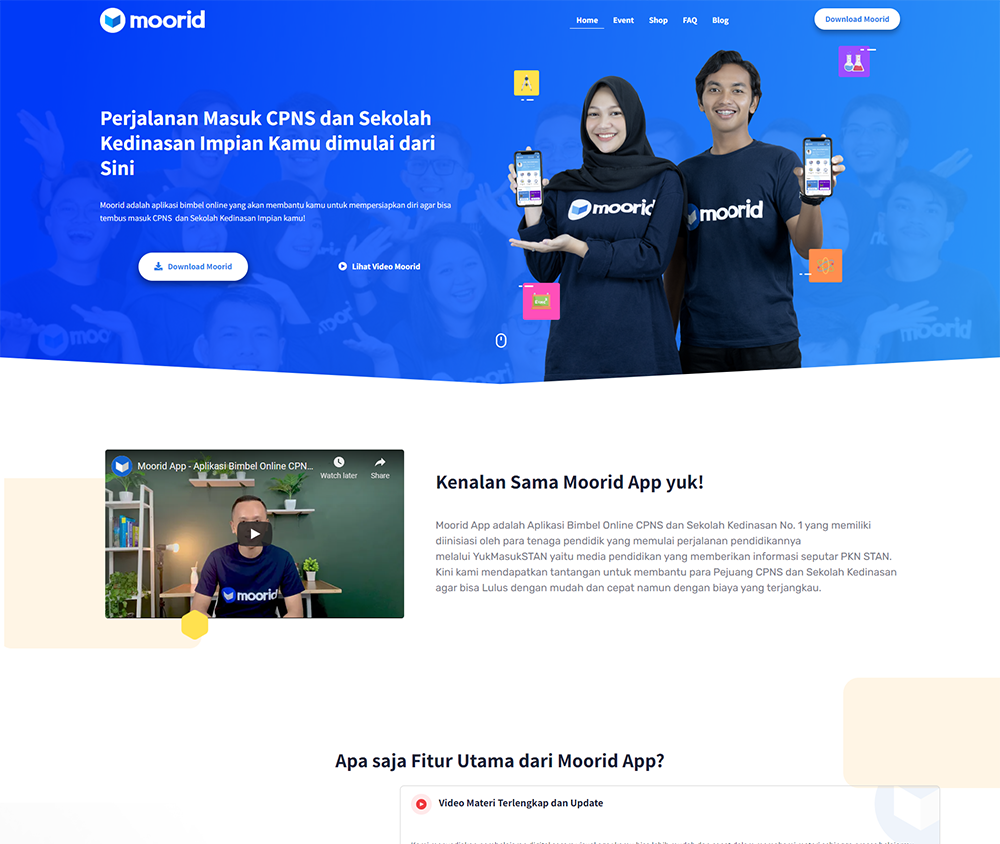 moorid
Home Event Shop FAQ Blog
Download Moorid
Perjalanan Masuk CPNS dan Sekolah
Kedinasan Impian Kamu dimulai dari
Sini
Moorid adalah aplikasi bimbel online yang akan membantu kamu untuk mempersiapkan diri agar bisa
tembus masuk CPNS dan Sekolah Kedinasan Impian kamu!
Download Moorid
Lihat Video Moorid
moorid
moorid
moorid
Moorid App - Aplikasi Bimbel Online CPN...
Watch later
Share
moorid
Kenalan Sama Moorid App yuk!
Moorid App adalah Aplikasi Bimbel Online CPNS dan Sekolah Kedinasan No. 1 yang memiliki
diinisiasi oleh para tenaga pendidik yang memulai perjalanan pendidikannya
melalui YukMasukSTAN yaitu media pendidikan yang memberikan informasi seputar PKN STAN.
Kini kami mendapatkan tantangan untuk membantu para Pejuang CPNS dan Sekolah Kedinasan
agar bisa Lulus dengan mudah dan cepat namun dengan biaya yang terjangkau.
Apa saja Fitur Utama dari Moorid App?
Video Materi Terlengkap dan Update